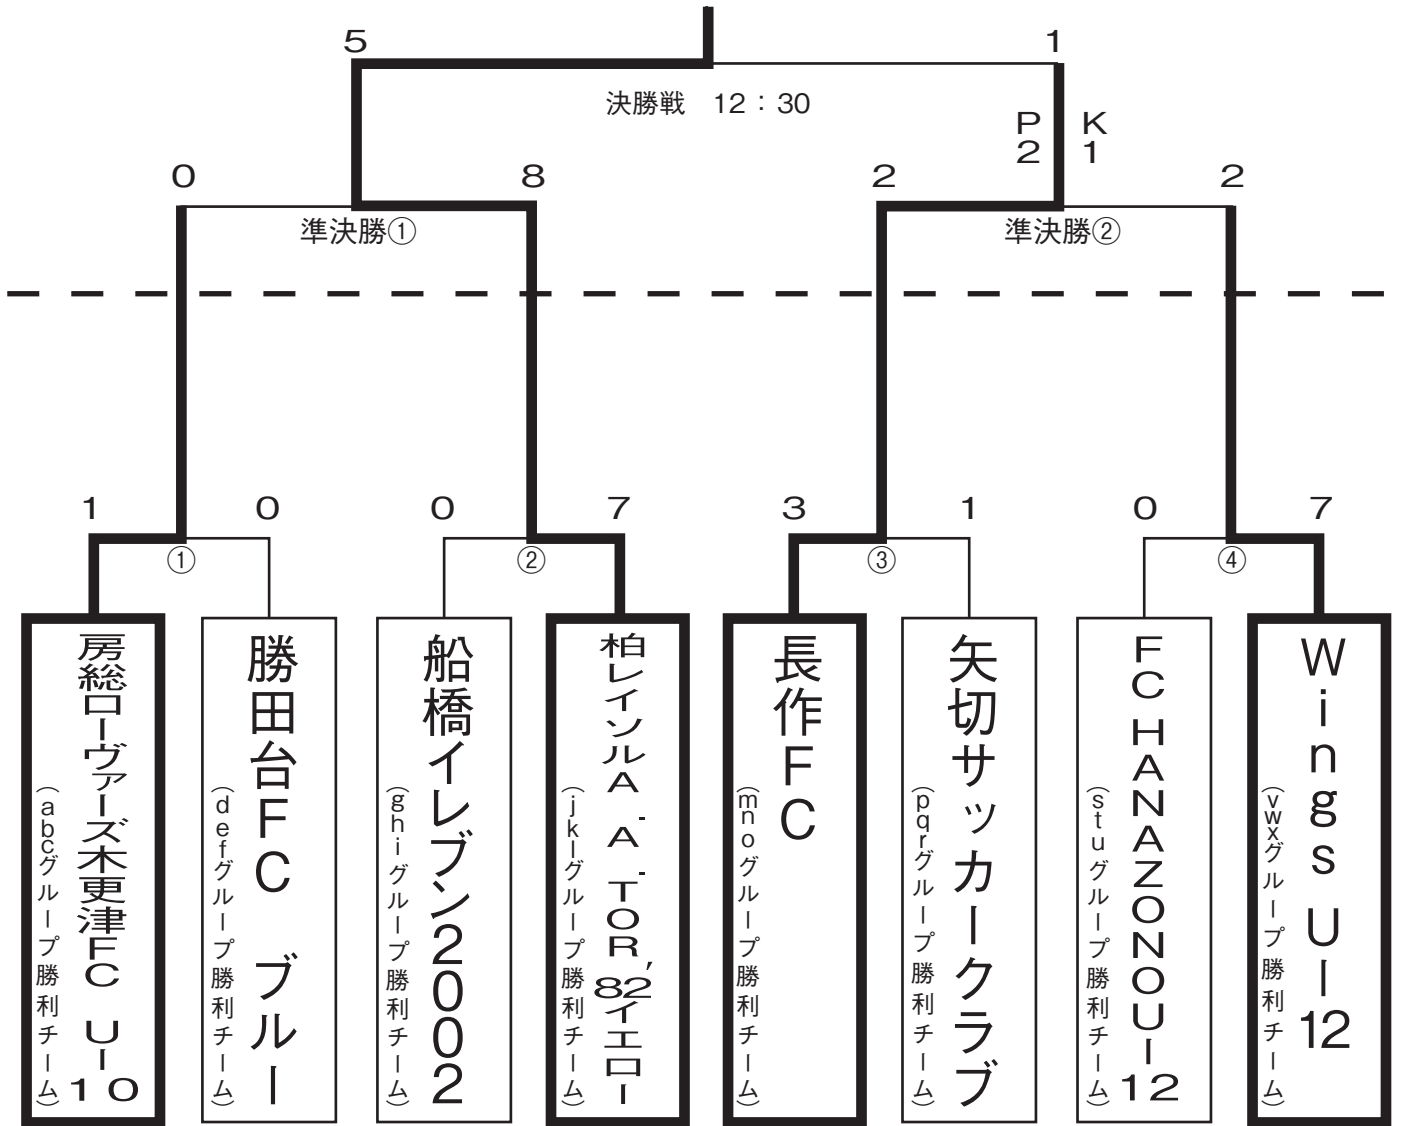 5
1
決勝戦 12：30
P K
2 1
0
8
2
2
準決勝①
準決勝②
1
0
0
7
3
1
0
7
①
②
③
④
房総ローヴァーズ木更津FC U－10
(abcグループ勝利チーム)
勝田台FC ブルー
(defグループ勝利チーム)
船橋イレブン2002
(ghiグループ勝利チーム)
柏レイソルA.A.TOR'82イエロー
(jklグループ勝利チーム)
長作FC
(mnoグループ勝利チーム)
矢切サッカークラブ
(pqrグループ勝利チーム)
FC HANAZONOU－12
(stuグループ勝利チーム)
Wings U－12
(vwxグループ勝利チーム)